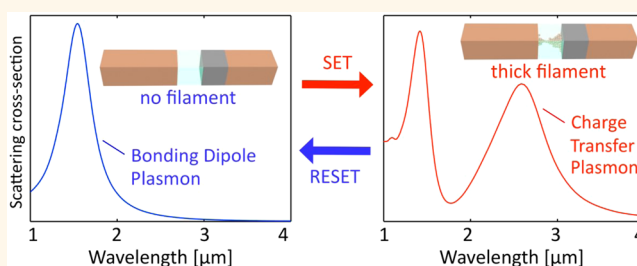 Scattering cross-section
no filament
Bonding Dipole
Plasmon
1 2 3 4
Wavelength [μm]
SET
RESET
thick filament
Charge
Transfer
Plasmon
1 2 3 4
Wavelength [μm]